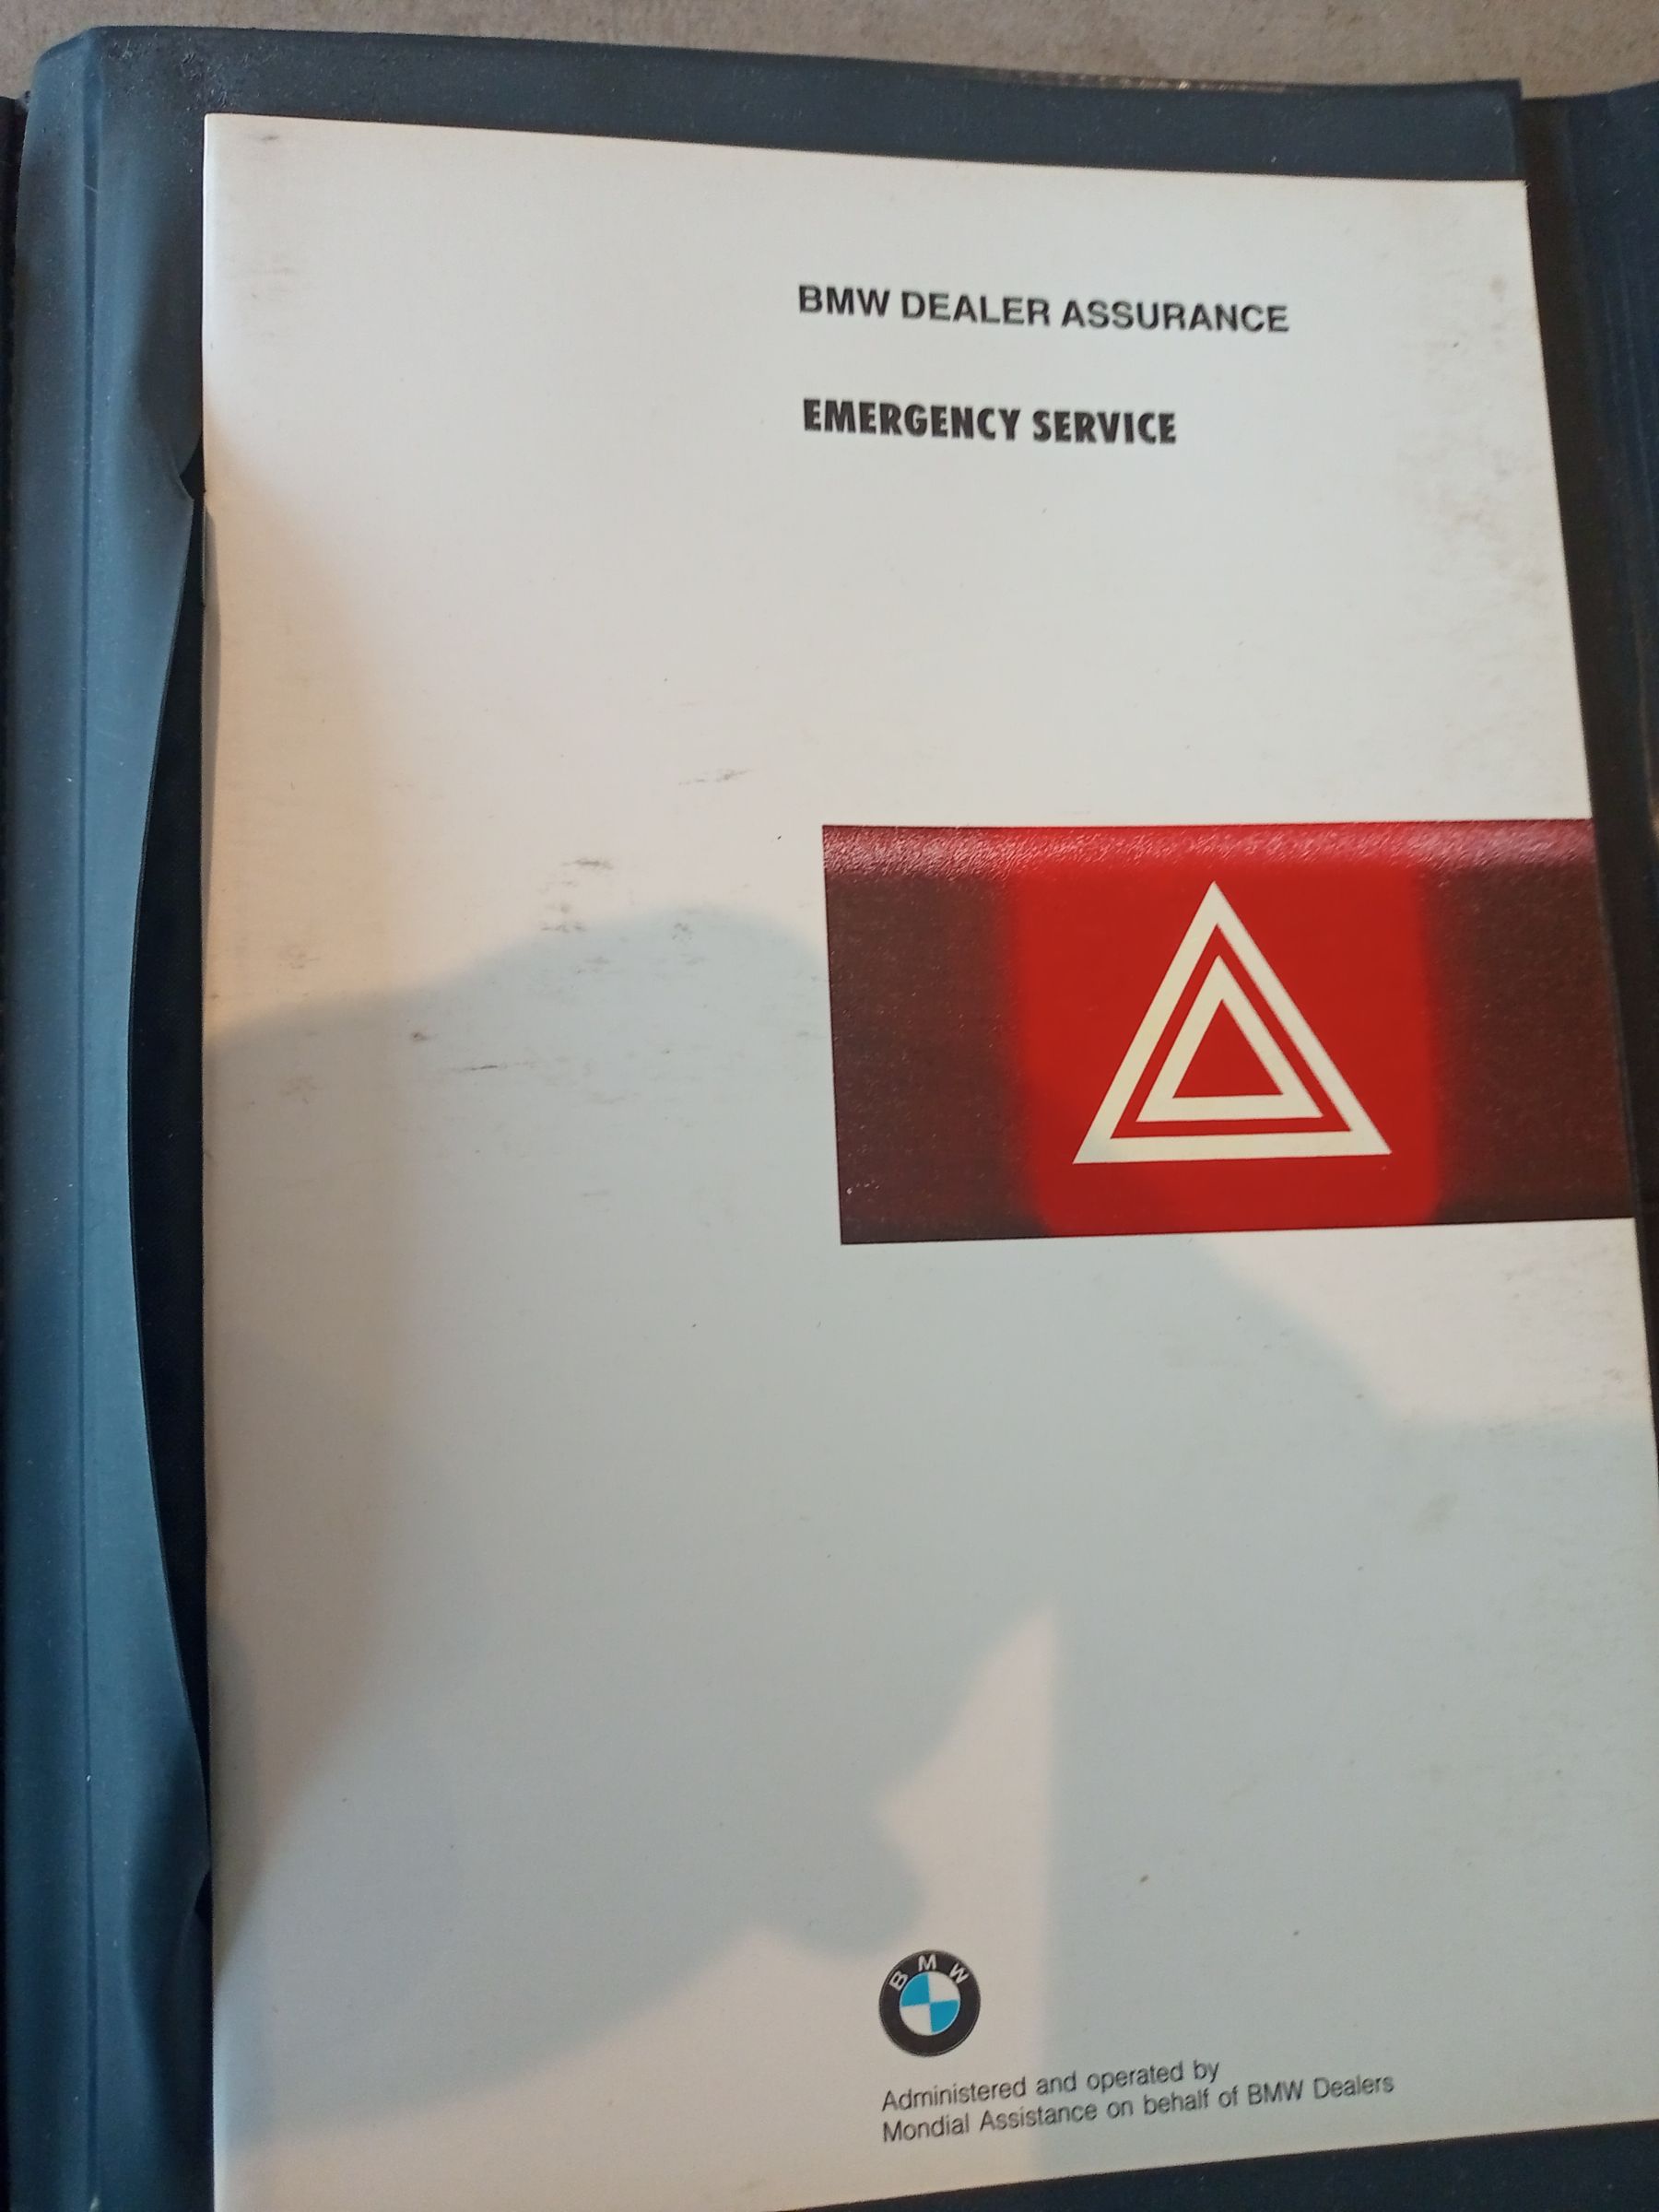 BMW DEALER ASSURANCE
EMERGENCY SERVICE
BMW
Administered and operated by
Mondial Assistance on behalf of BMW Dealers